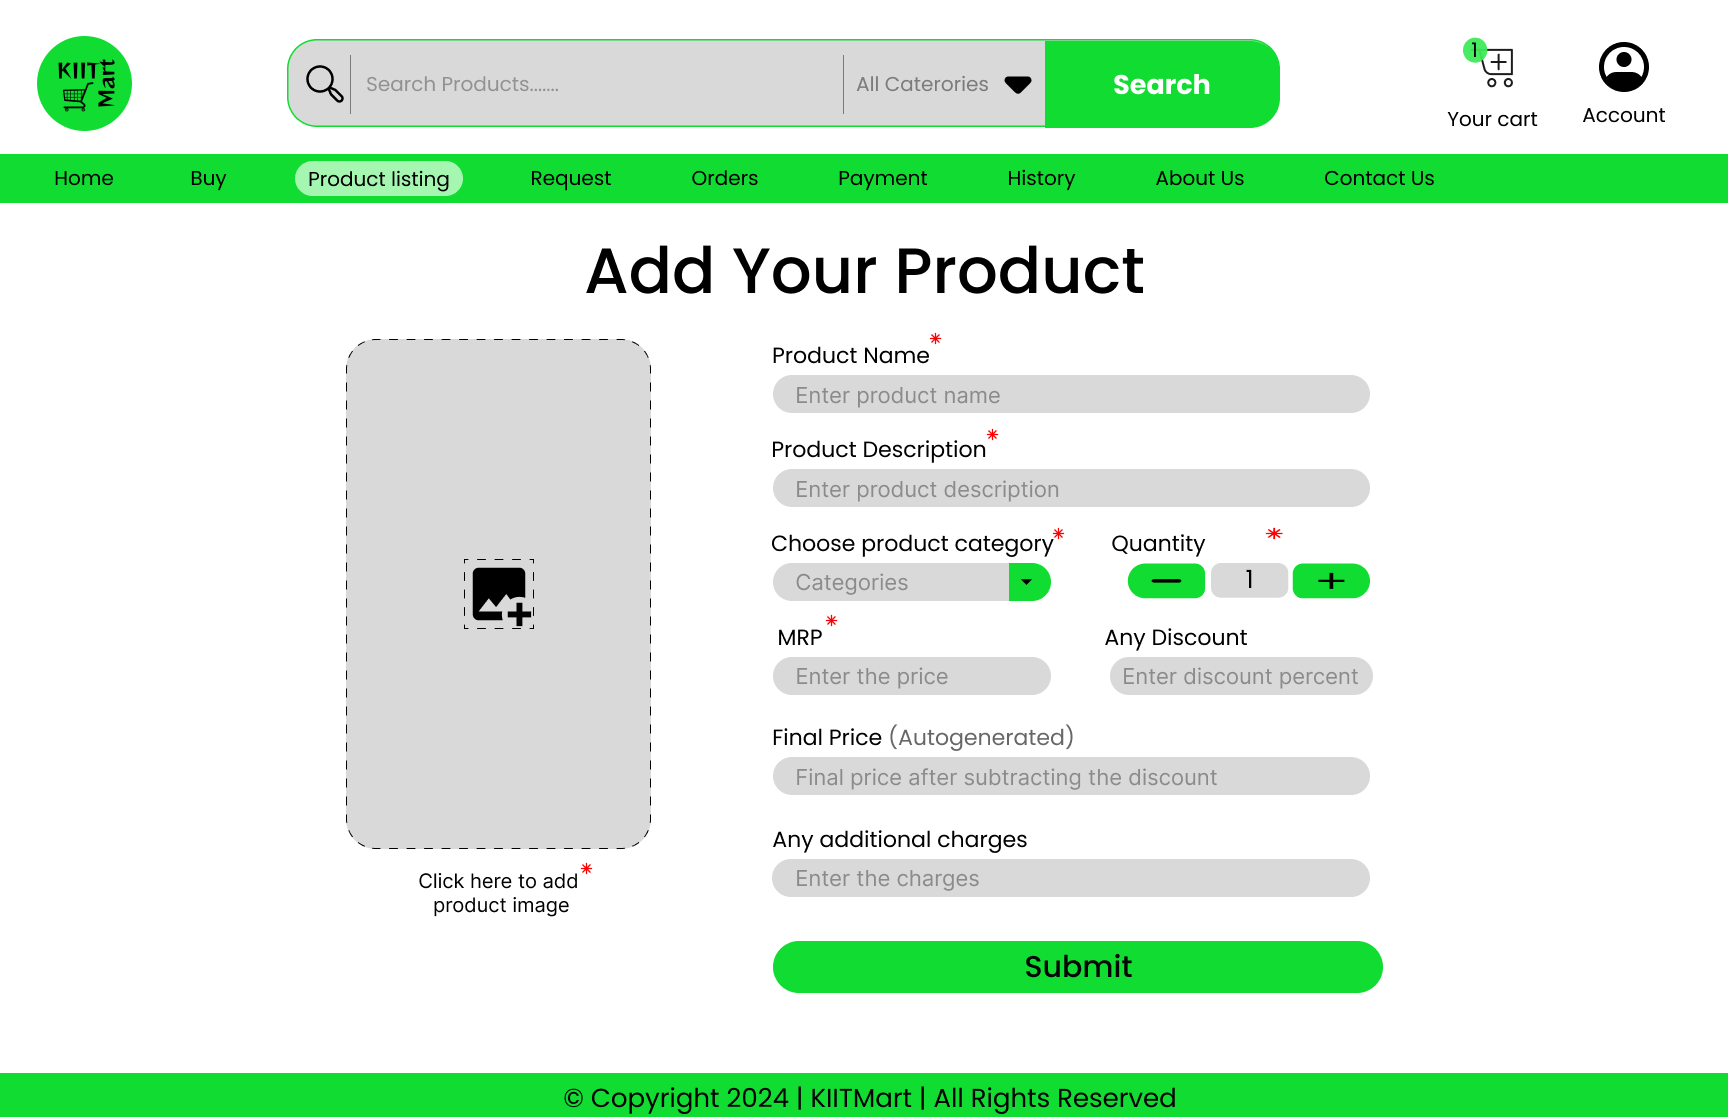 KIIT Mart
Search Products.......
All Caterories
Search
1
Your cart
Account
Home Buy Product listing Request Orders Payment History About Us Contact Us
Add Your Product
Product Name*
Enter product name
Product Description*
Enter product description
Choose product category* Quantity *
Categories — 1 +
MRP * Any Discount
Enter the price Enter discount percent
Final Price (Autogenerated)
Final price after subtracting the discount
Any additional charges
Enter the charges
Click here to add*
product image
Submit
© Copyright 2024 | KIITMart | All Rights Reserved